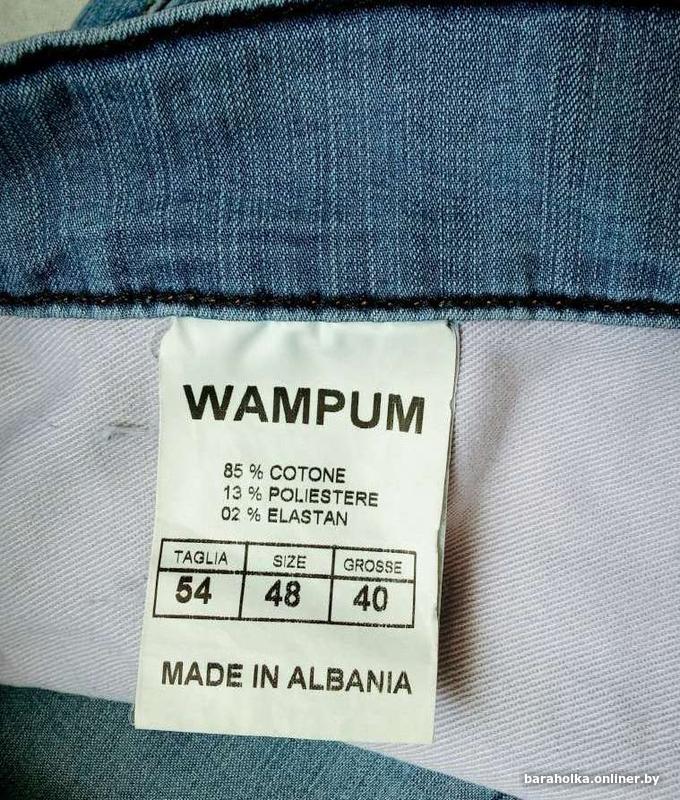 WAMPUM
85 % COTONE
13 % POLIESTERE
02 % ELASTAN
TAGLIA SIZE GROSSE
54 48 40
MADE IN ALBANIA
baraholka.onliner.by